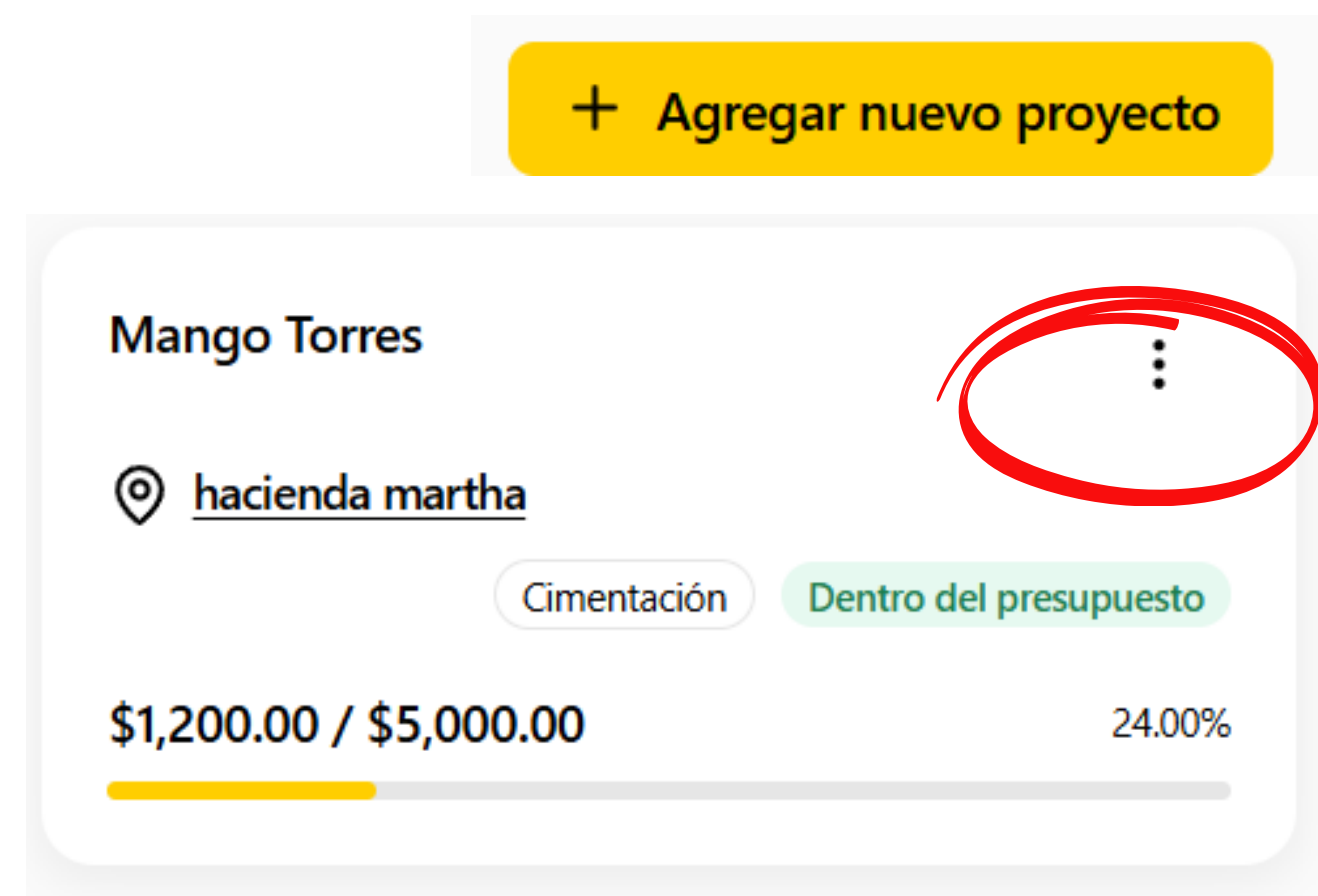 + Agregar nuevo proyecto
Mango Torres
hacienda martha
Cimentación Dentro del presupuesto
$1,200.00 / $5,000.00 24.00%